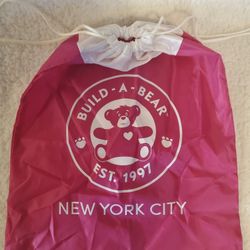 BUILD-A-BEAR®
EST. 1997
NEW YORK CITY